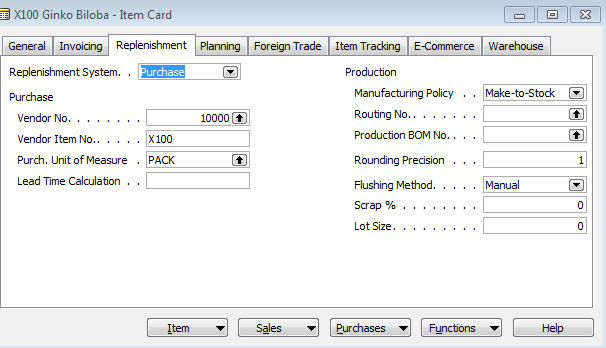 X100 Ginko Biloba - Item Card
General Invoicing Replenishment Planning Foreign Trade Item Tracking E-Commerce Warehouse
Replenishment System. . Purchase
Purchase
Vendor No. . . . . . . . 10000
Vendor Item No. . . . . X100
Purch. Unit of Measure . PACK
Lead Time Calculation . .
Production
Manufacturing Policy . . Make-to-Stock
Routing No. . . . . . . .
Production BOM No. . . .
Rounding Precision . . . 1
Flushing Method. . . . . Manual
Scrap % . . . . . . . . 0
Lot Size . . . . . . . . 0
Item Sales Purchases Functions Help